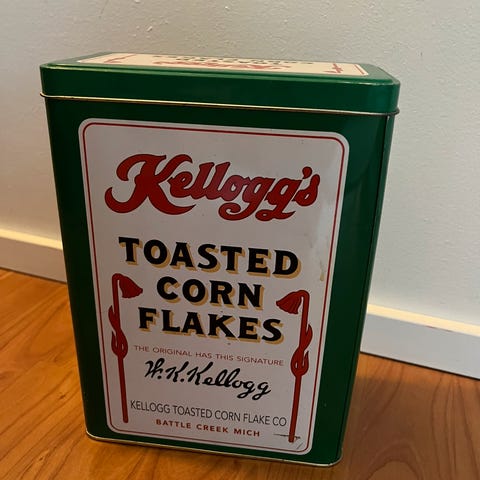 Kellogg's
TOASTED
CORN
FLAKES
THE ORIGINAL HAS THIS SIGNATURE
W.K.Kellogg
KELLOGG TOASTED CORN FLAKE CO
BATTLE CREEK MICH